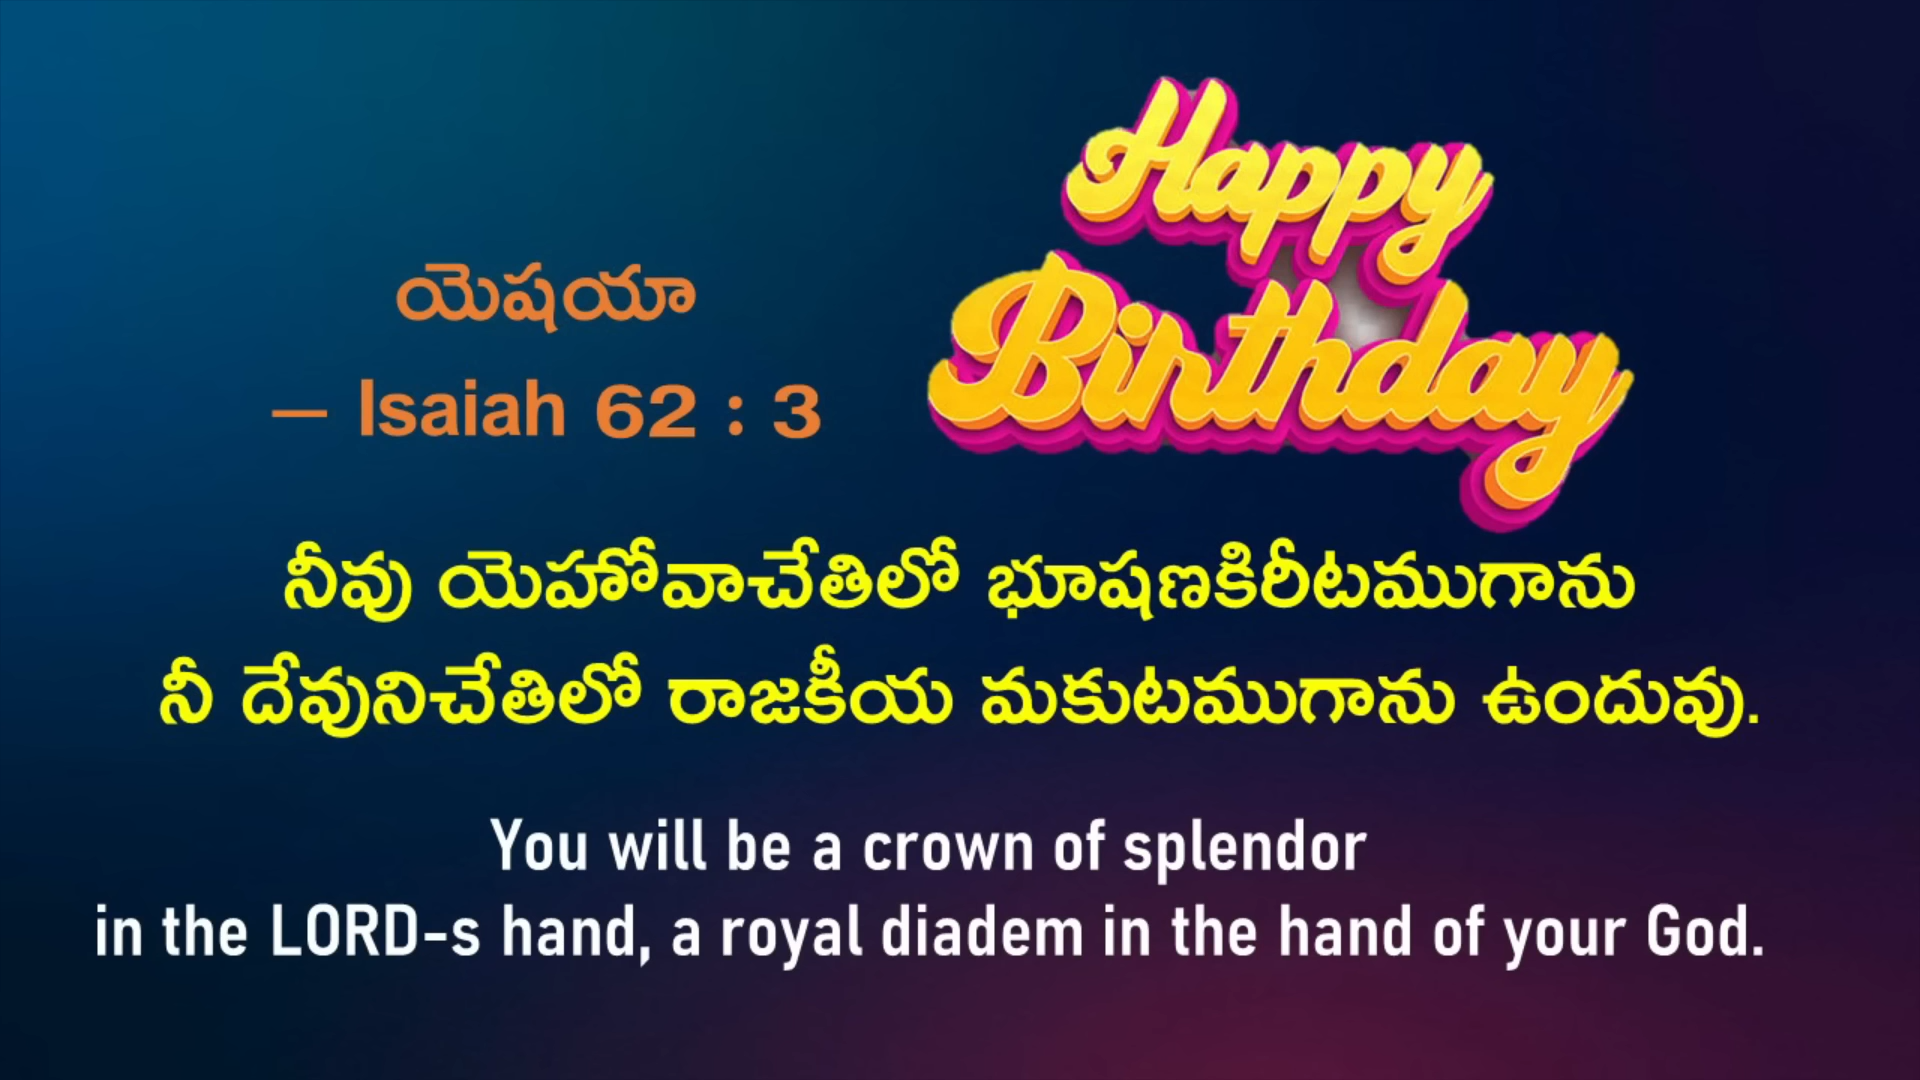 Happy
Birthday
యెషయా
— Isaiah 62 : 3
నీవు యెహోవాచేతిలో భూషణకిరీటముగాను
నీ దేవునిచేతిలో రాజకీయ మకుటముగాను ఉందువు.
You will be a crown of splendor
in the LORD-s hand, a royal diadem in the hand of your God.